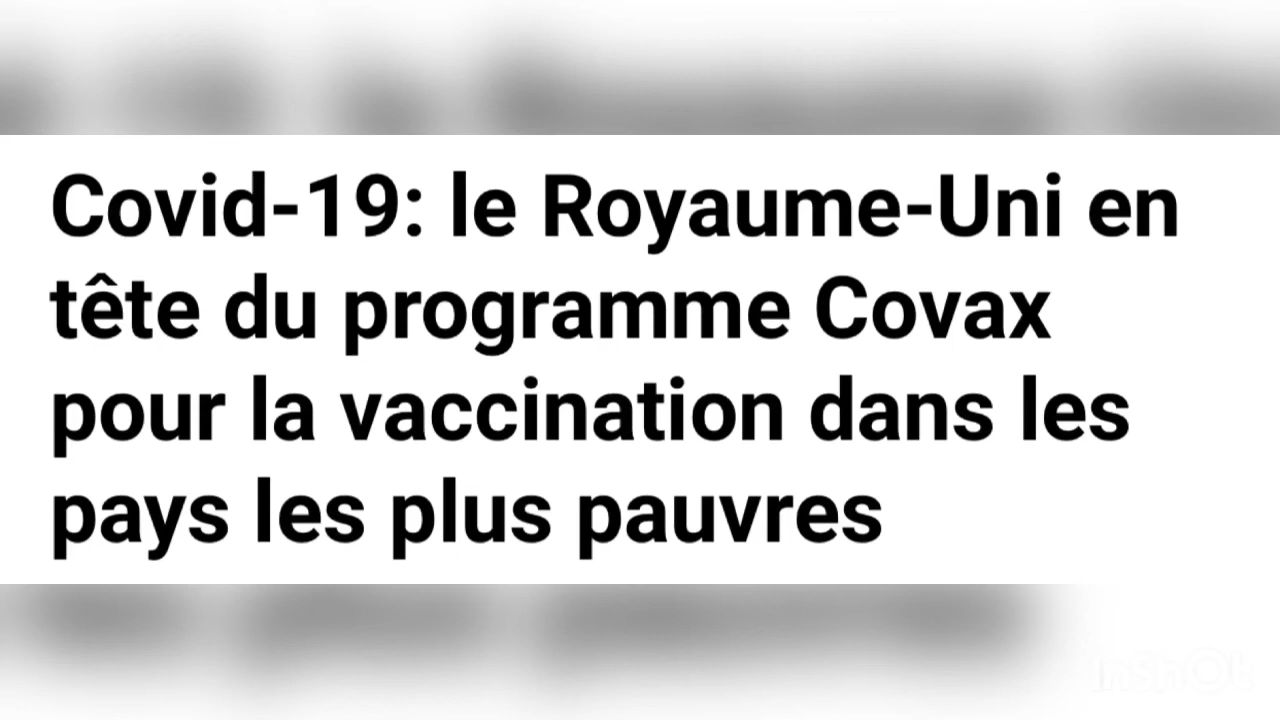 Covid-19: le Royaume-Uni en
tête du programme Covax
pour la vaccination dans les
pays les plus pauvres
InShOt